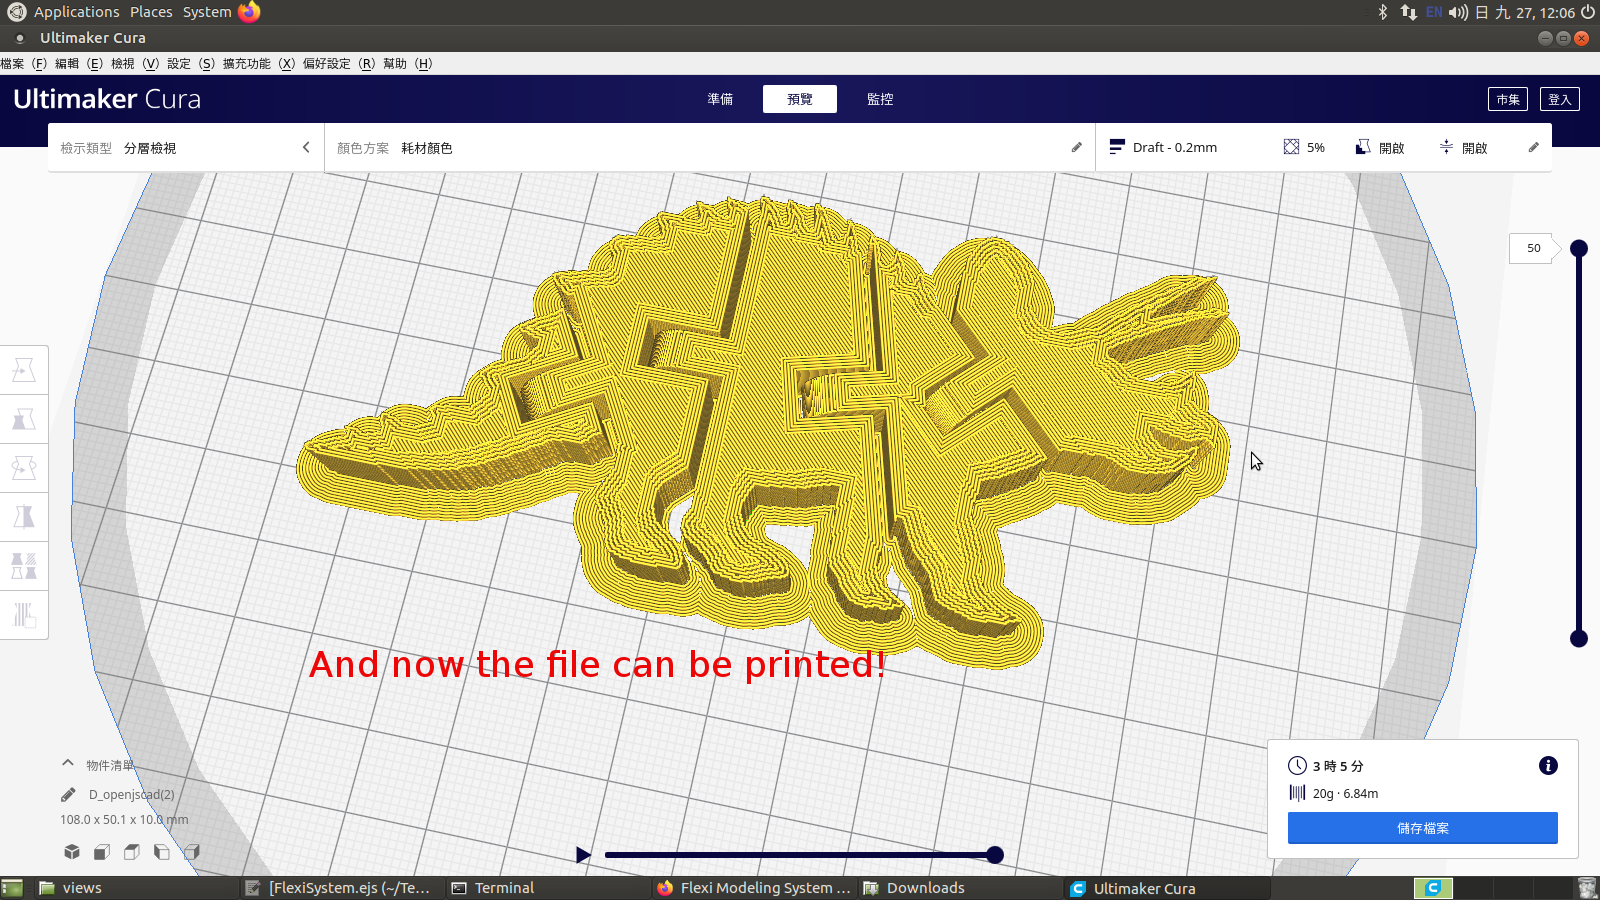 Applications Places System
EN 日 九 27, 12:06
Ultimaker Cura
檔案 (F) 編輯 (E) 檢視 (V) 設定 (S) 擴充功能 (X) 偏好設定 (R) 幫助 (H)
Ultimaker Cura
準備 預覽 監控
市集 登入
檢示類型 分層檢視
顏色方案 耗材顏色
Draft - 0.2mm 5% 開啟 開啟
50
And now the file can be printed!
物件清單
D_openjscad(2)
108.0 x 50.1 x 10.0 mm
3 時 5 分
20g · 6.84m
儲存檔案
views [FlexiSystem.ejs (~/Te... Terminal Flexi Modeling System ... Downloads Ultimaker Cura